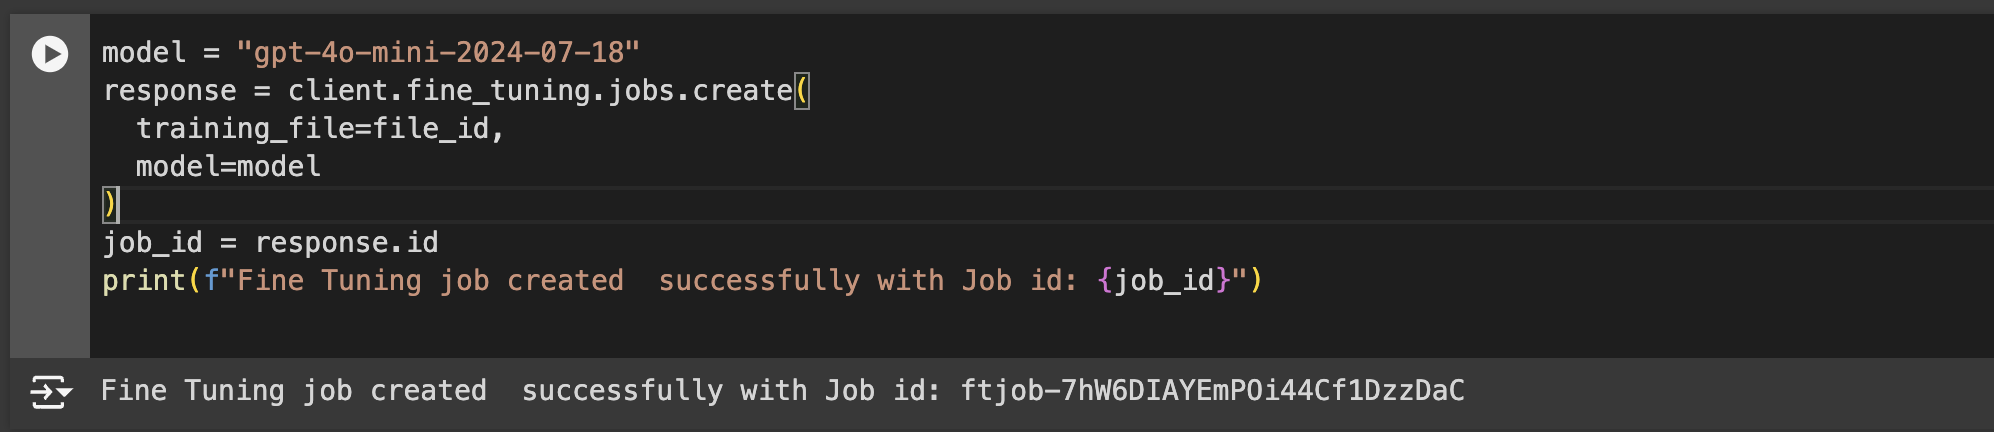 model = "gpt-4o-mini-2024-07-18"
response = client.fine_tuning.jobs.create(
  training_file=file_id,
  model=model
)
job_id = response.id
print(f"Fine Tuning job created  successfully with Job id: {job_id}")
Fine Tuning job created  successfully with Job id: ftjob-7hW6DIAYEmPOi44Cf1DzzDaC